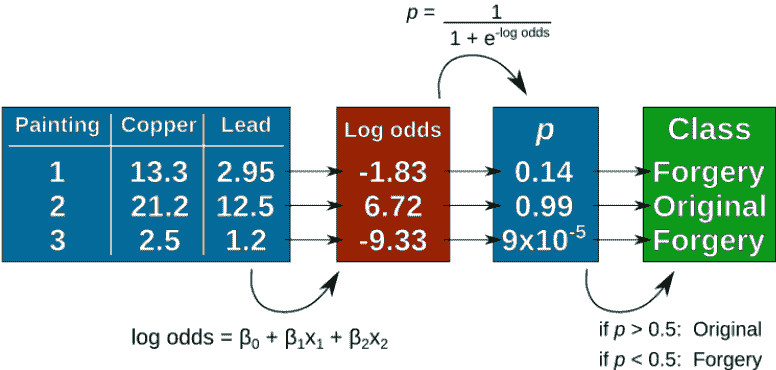 p = 1 / 1 + e^-log odds
Painting Copper Lead Log odds p Class
1 13.3 2.95 -1.83 0.14 Forgery
2 21.2 12.5 6.72 0.99 Original
3 2.5 1.2 -9.33 9x10^-5 Forgery
log odds = β₀ + β₁x₁ + β₂x₂
if p > 0.5: Original
if p < 0.5: Forgery